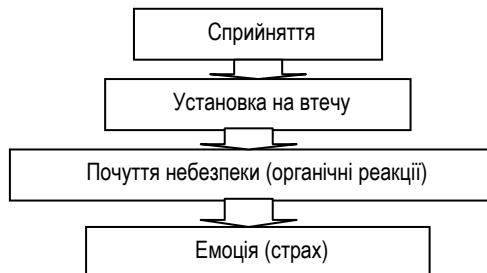 Сприйняття
Установка на втечу
Почуття небезпеки (органічні реакції)
Емоція (страх)